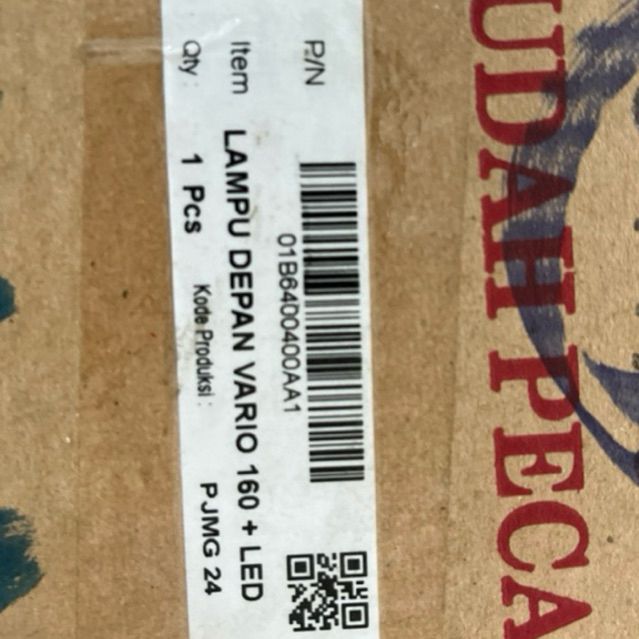 P/N
01B6400400AA1
Item LAMPU DEPAN VARIO 160 + LED
Qty : 1 Pcs Kode Produksi : PJMG 24
UDAH PECA